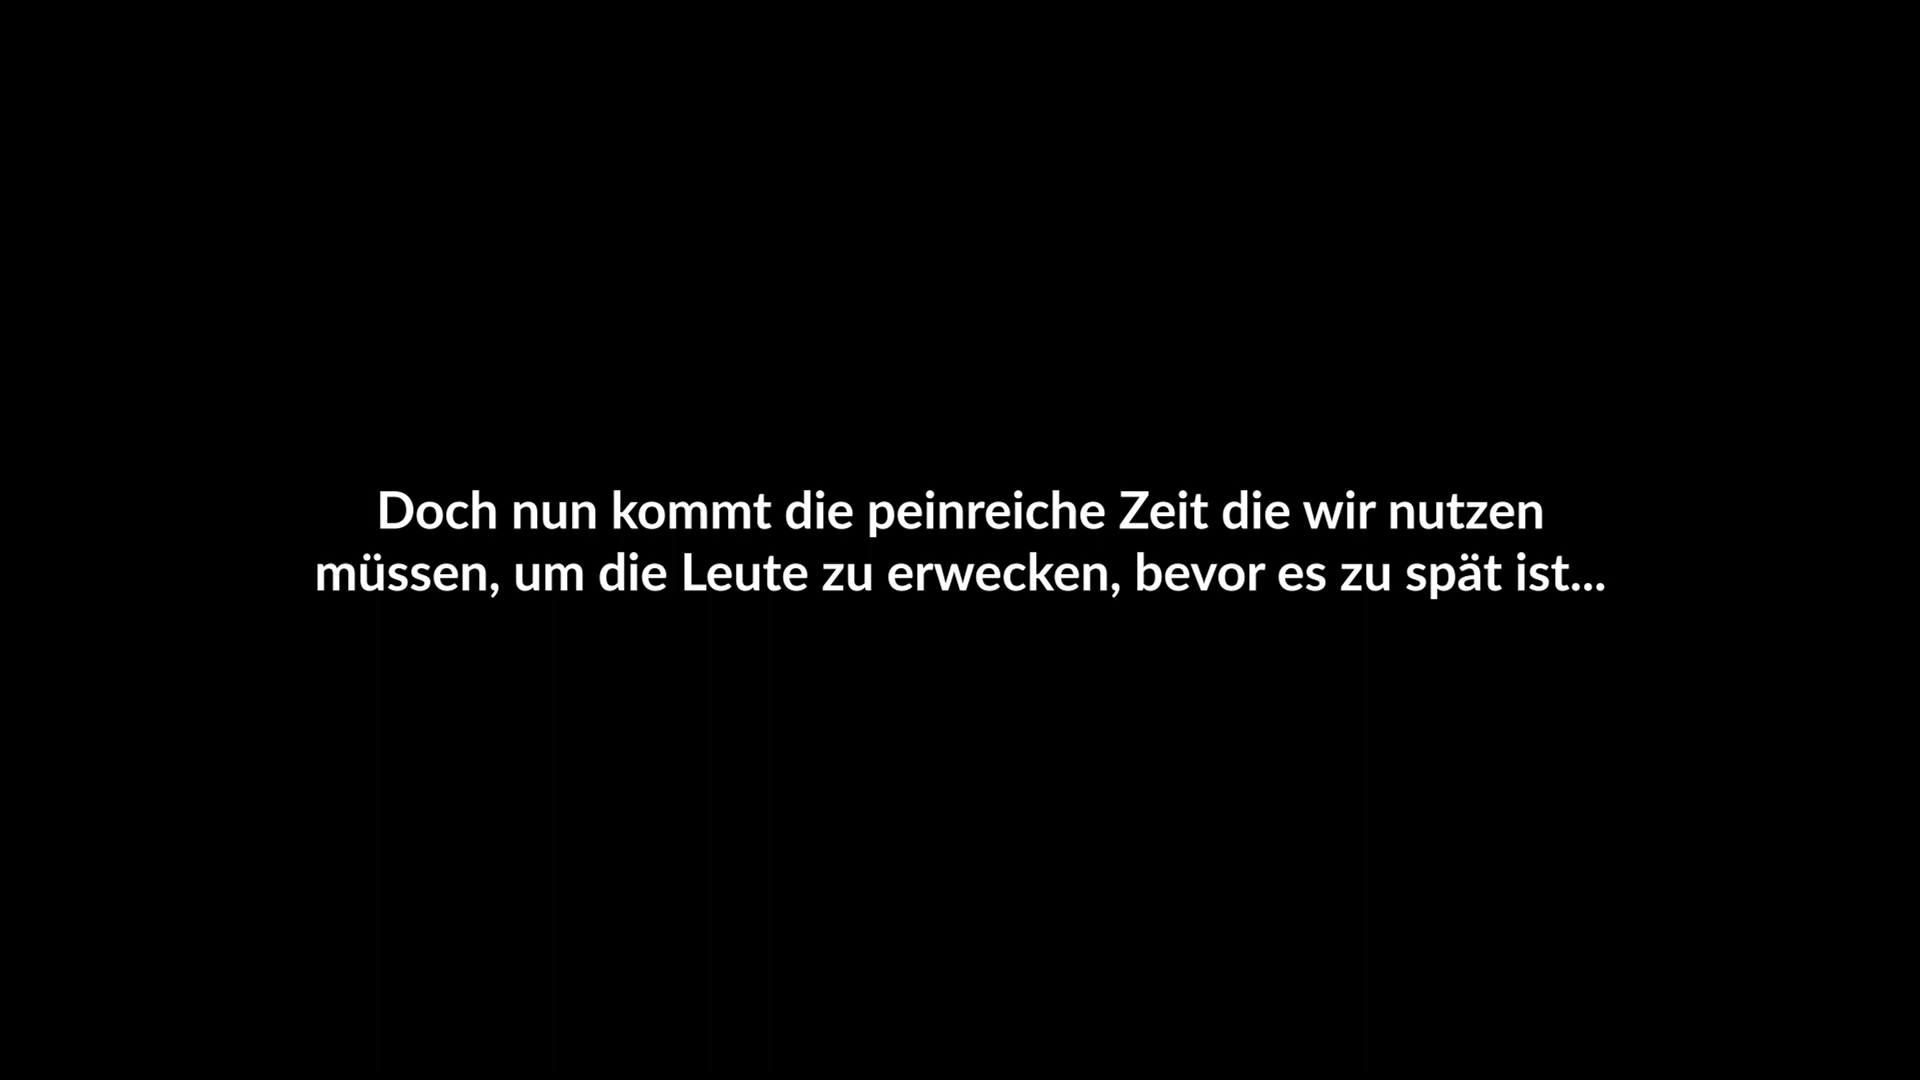 Doch nun kommt die peinreiche Zeit die wir nutzen
müssen, um die Leute zu erwecken, bevor es zu spät ist...